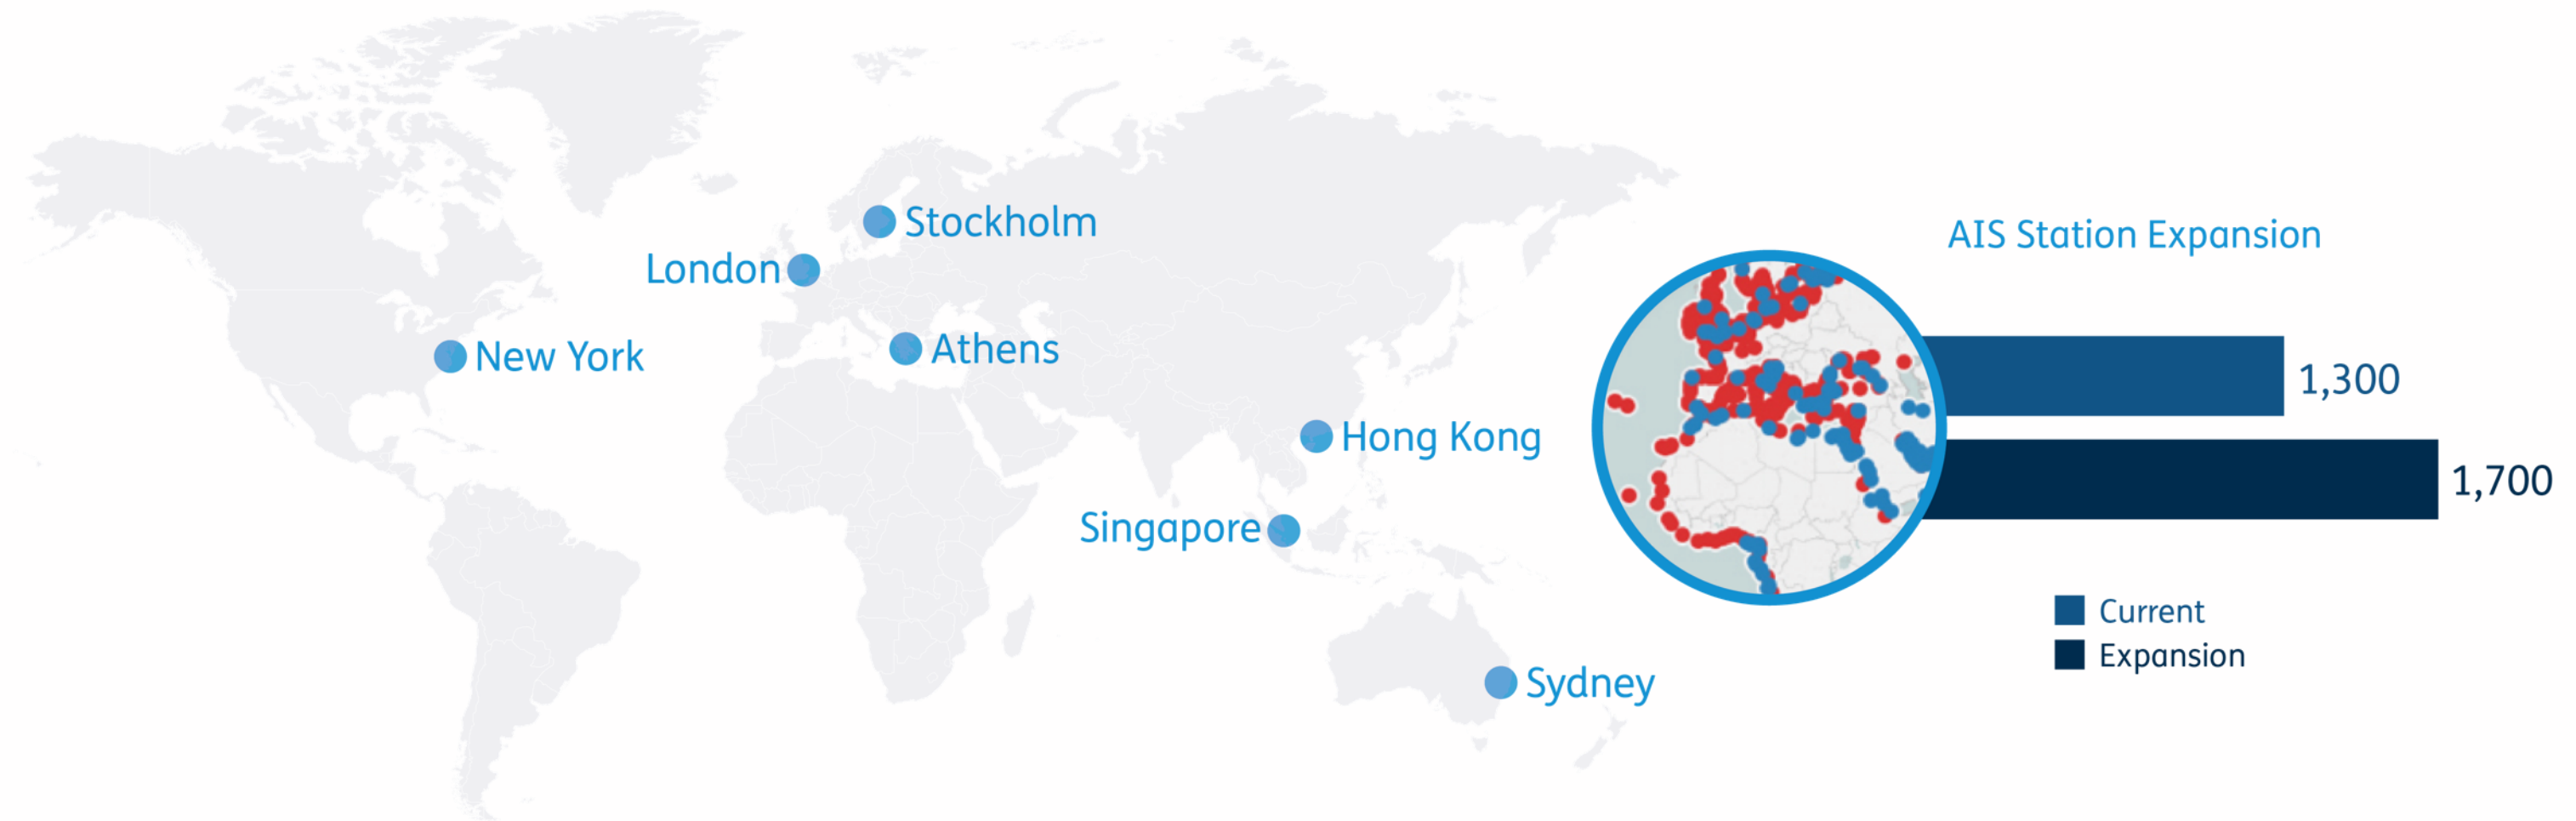 Stockholm
London
Athens
New York
Hong Kong
Singapore
Sydney
AIS Station Expansion
1,300
1,700
Current
Expansion